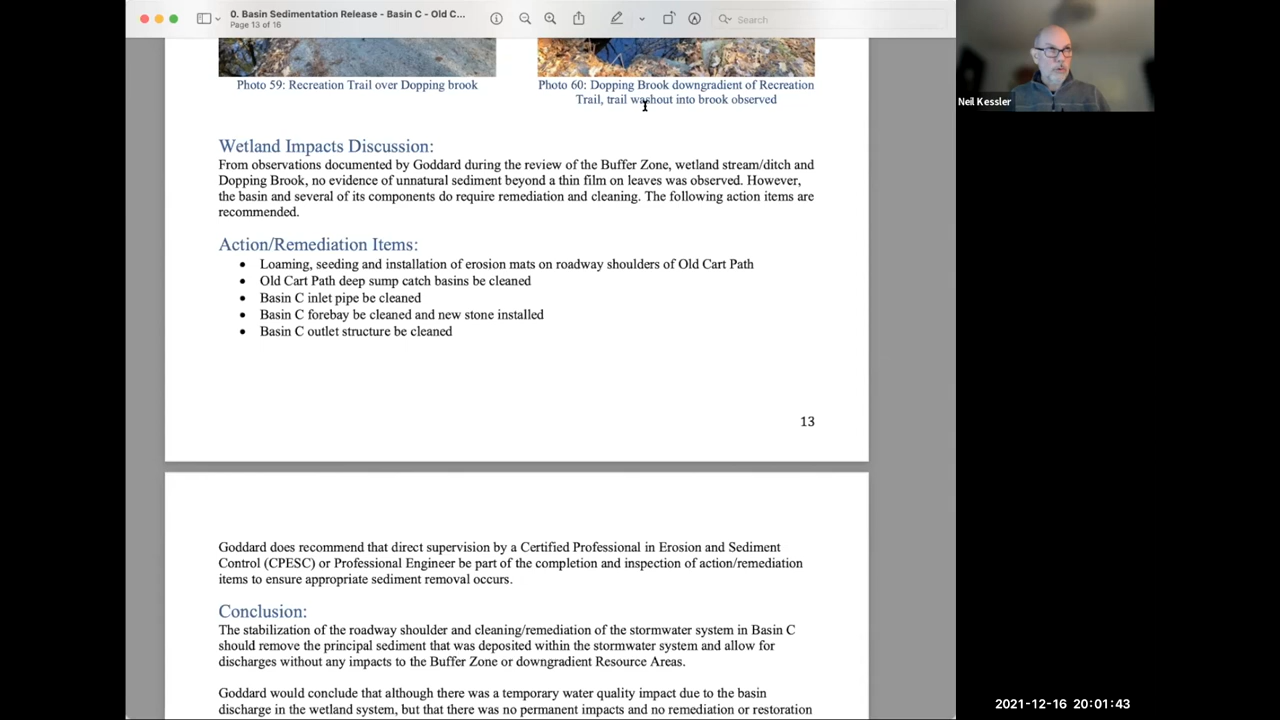 0. Basin Sedimentation Release - Basin C - Old C...
Page 13 of 16
Search
Neil Kessler
Photo 59: Recreation Trail over Dopping brook
Photo 60: Dopping Brook downgradient of Recreation
Trail, trail washout into brook observed
Wetland Impacts Discussion:
From observations documented by Goddard during the review of the Buffer Zone, wetland stream/ditch and
Dopping Brook, no evidence of unnatural sediment beyond a thin film on leaves was observed. However,
the basin and several of its components do require remediation and cleaning. The following action items are
recommended.
Action/Remediation Items:
• Loaming, seeding and installation of erosion mats on roadway shoulders of Old Cart Path
• Old Cart Path deep sump catch basins be cleaned
• Basin C inlet pipe be cleaned
• Basin C forebay be cleaned and new stone installed
• Basin C outlet structure be cleaned
13
Goddard does recommend that direct supervision by a Certified Professional in Erosion and Sediment
Control (CPESC) or Professional Engineer be part of the completion and inspection of action/remediation
items to ensure appropriate sediment removal occurs.
Conclusion:
The stabilization of the roadway shoulder and cleaning/remediation of the stormwater system in Basin C
should remove the principal sediment that was deposited within the stormwater system and allow for
discharges without any impacts to the Buffer Zone or downgradient Resource Areas.
Goddard would conclude that although there was a temporary water quality impact due to the basin
discharge in the wetland system, but that there was no permanent impacts and no remediation or restoration
2021-12-16 20:01:43